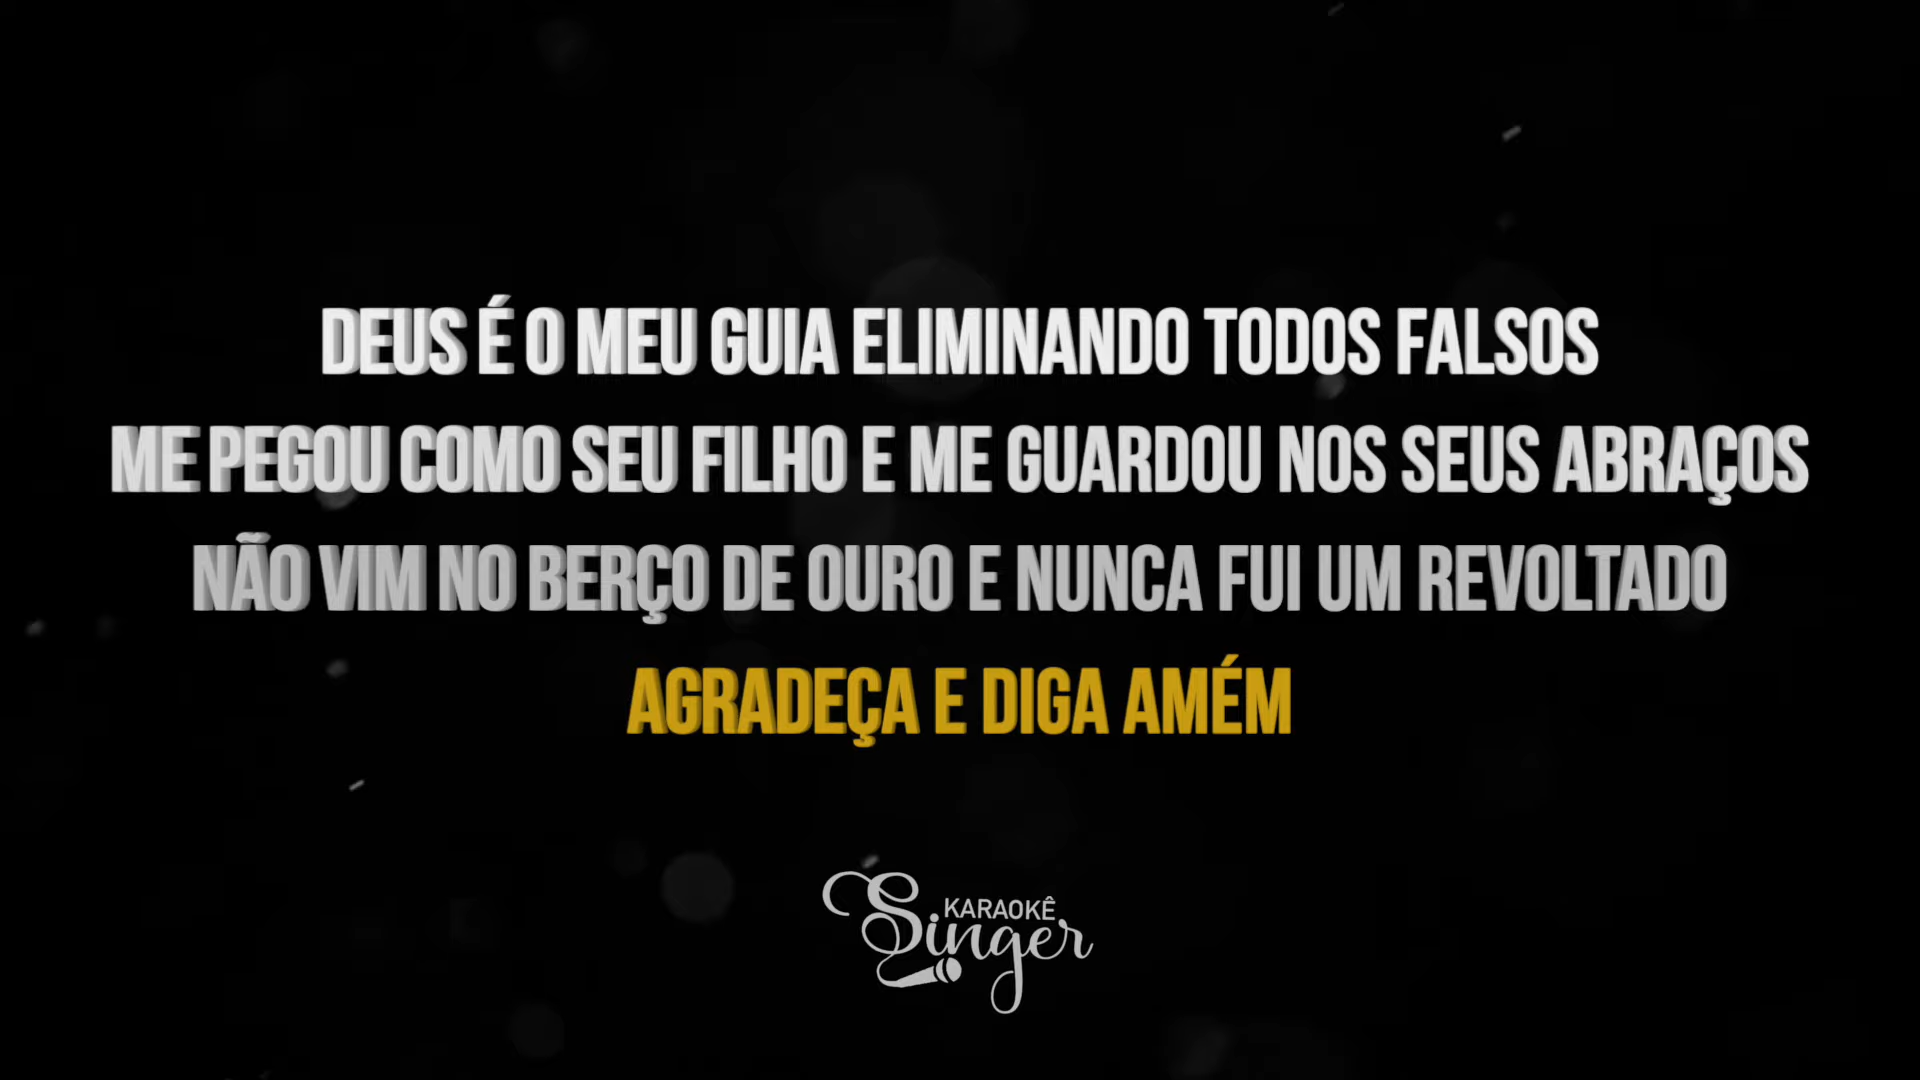 DEUS É O MEU GUIA ELIMINANDO TODOS FALSOS
ME PEGOU COMO SEU FILHO E ME GUARDOU NOS SEUS ABRAÇOS
NÃO VIM NO BERÇO DE OURO E NUNCA FUI UM REVOLTADO
AGRADEÇA E DIGA AMÉM
KARAOKÊ
Singer